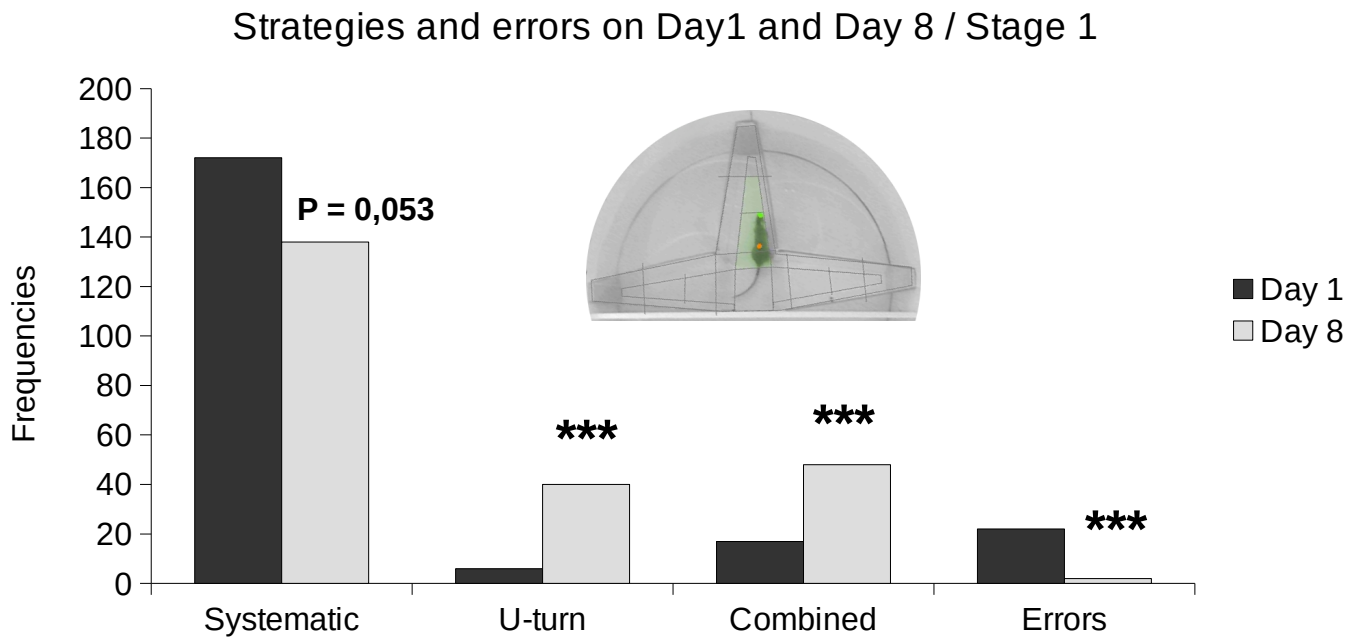 Strategies and errors on Day1 and Day 8 / Stage 1
200
180
160
140
120
100
80
60
40
20
0
Frequencies
P = 0,053
***
***
***
Systematic
U-turn
Combined
Errors
Day 1
Day 8